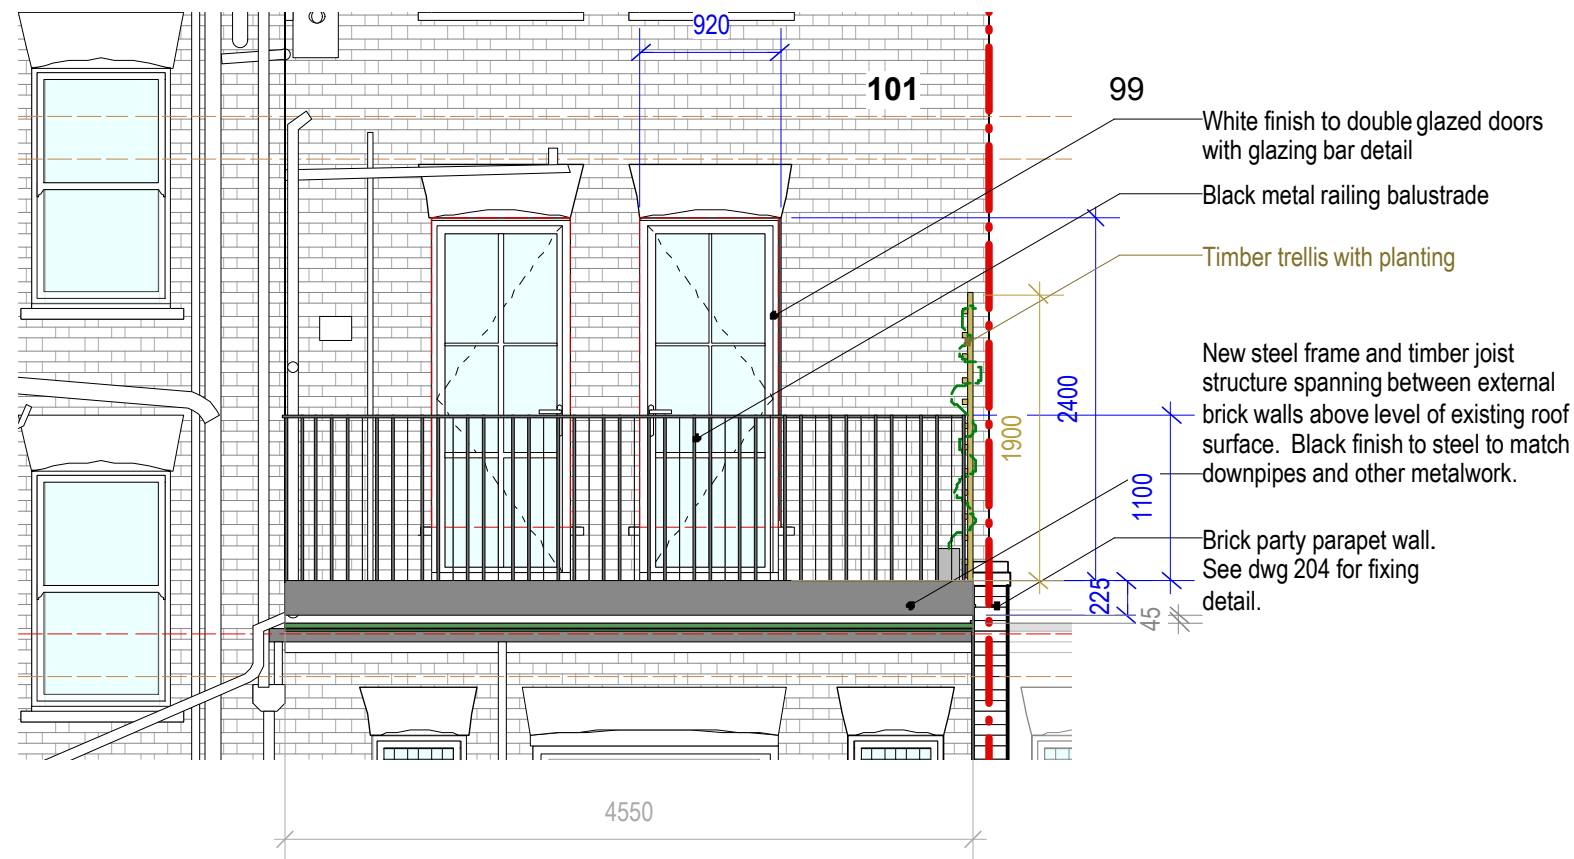 920
101
99
White finish to double glazed doors
with glazing bar detail
Black metal railing balustrade
Timber trellis with planting
New steel frame and timber joist
structure spanning between external
brick walls above level of existing roof
surface.  Black finish to steel to match
downpipes and other metalwork.
2400
1900
1100
Brick party parapet wall.
See dwg 204 for fixing
detail.
225
45
4550